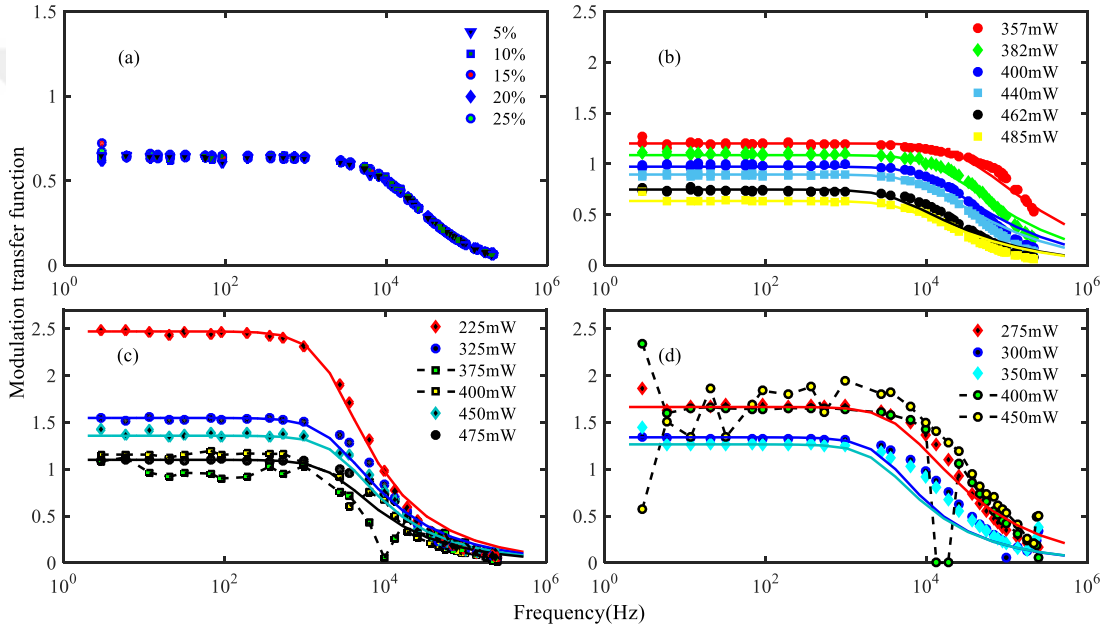 Modulation transfer function
(a)
5%
10%
15%
20%
25%
1.5
1
0.5
0
10^0
10^2
10^4
10^6
(b)
357mW
382mW
400mW
440mW
462mW
485mW
2.5
2
1.5
1
0.5
0
10^0
10^2
10^4
10^6
(c)
225mW
325mW
375mW
400mW
450mW
475mW
2.5
2
1.5
1
0.5
0
10^0
10^2
10^4
10^6
(d)
275mW
300mW
350mW
400mW
450mW
2.5
2
1.5
1
0.5
0
10^0
10^2
10^4
10^6
Frequency(Hz)